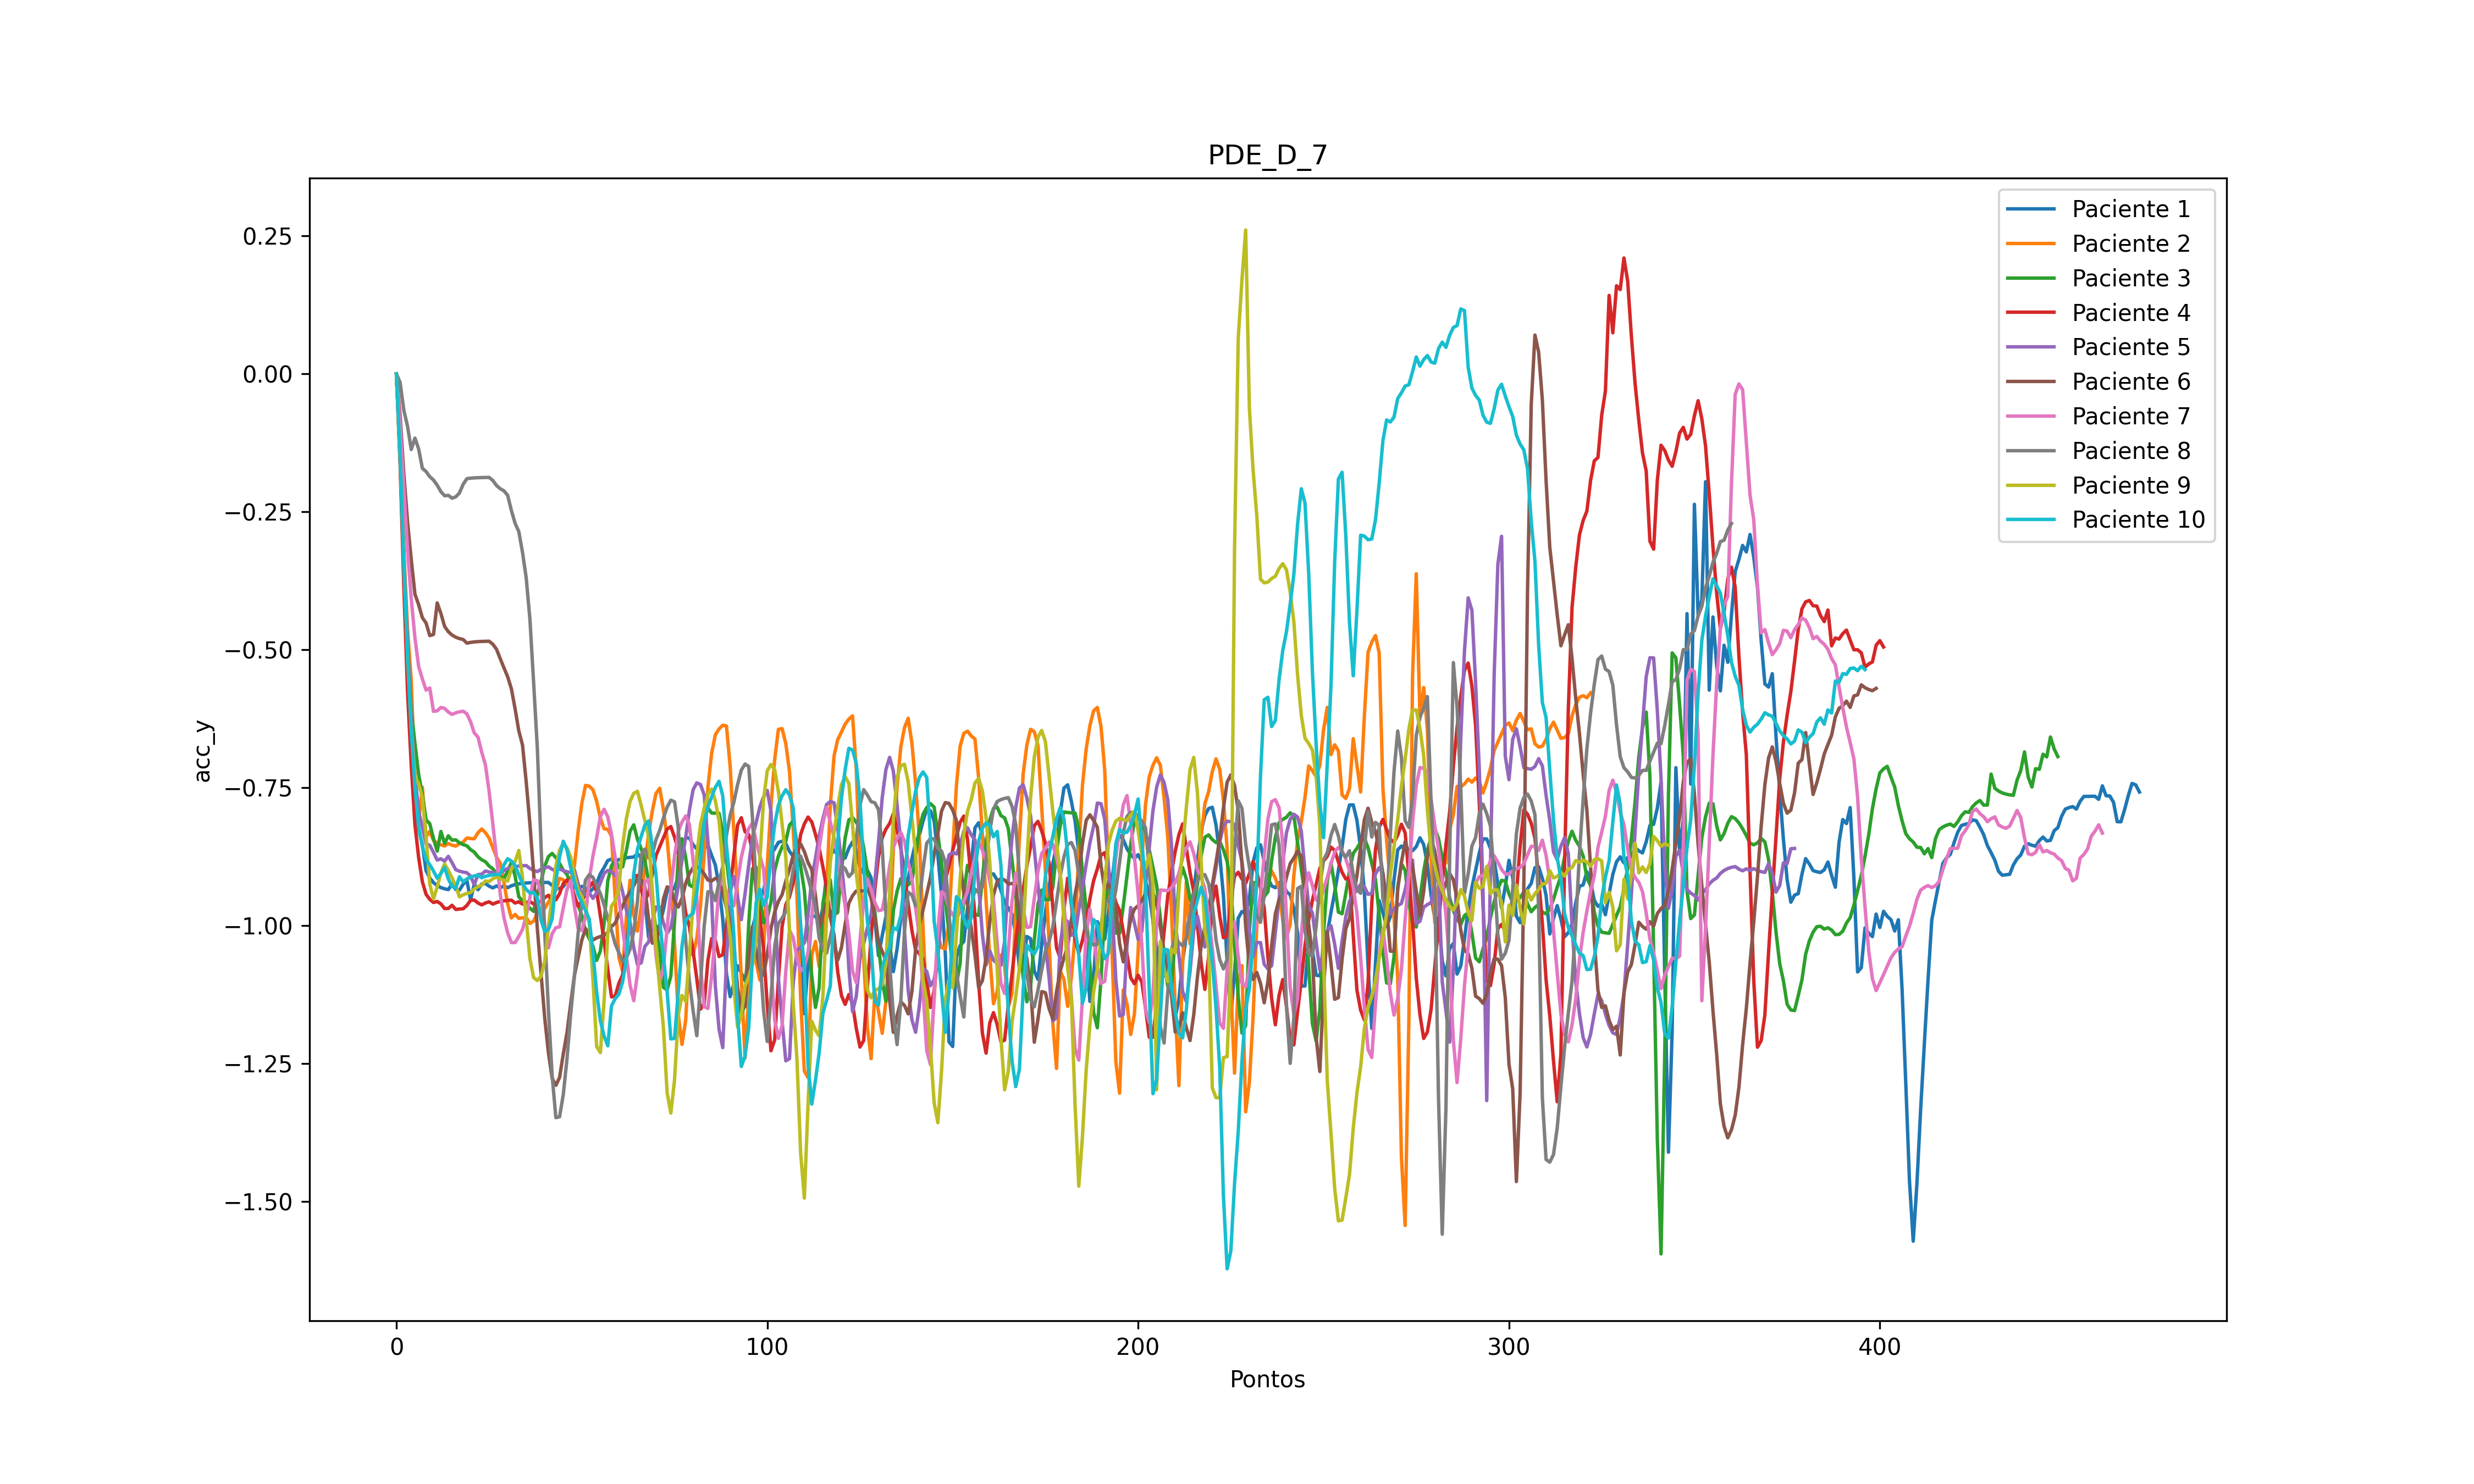 PDE_D_7
0.25
0.00
−0.25
−0.50
−0.75
−1.00
−1.25
−1.50
acc_y
0 100 200 300 400
Pontos
Paciente 1
Paciente 2
Paciente 3
Paciente 4
Paciente 5
Paciente 6
Paciente 7
Paciente 8
Paciente 9
Paciente 10